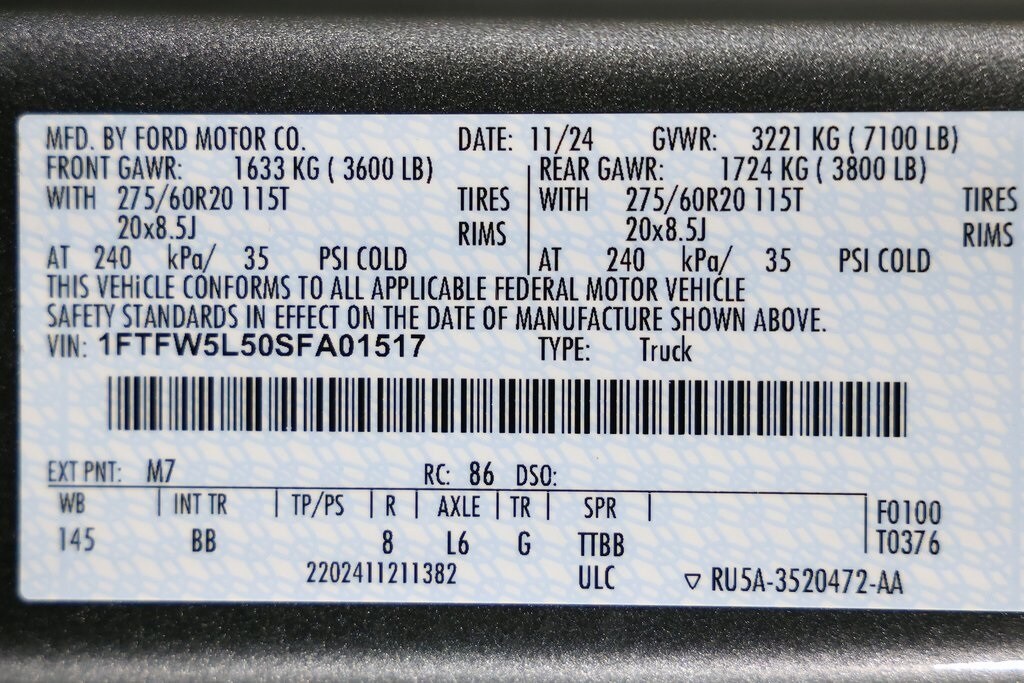 MFD. BY FORD MOTOR CO. DATE: 11/24 GVWR: 3221 KG ( 7100 LB)
FRONT GAWR: 1633 KG ( 3600 LB) REAR GAWR: 1724 KG ( 3800 LB)
WITH 275/60R20 115T TIRES WITH 275/60R20 115T TIRES
20x8.5J RIMS 20x8.5J RIMS
AT 240 kPa/ 35 PSI COLD AT 240 kPa/ 35 PSI COLD
THIS VEHiCLE CONFORMS TO ALL APPLICABLE FEDERAL MOTOR VEHICLE
SAFETY STANDARDS IN EFFECT ON THE DATE OF MANUFACTURE SHOWN ABOVE.
VIN: 1FTFW5L50SFA01517 TYPE: Truck
EXT PNT: M7 RC: 86 DSO:
WB | INT TR | TP/PS | R | AXLE | TR | SPR | F0100
145 BB 8 L6 G TTBB T0376
2202411211382 ULC ▽ RU5A-3520472-AA